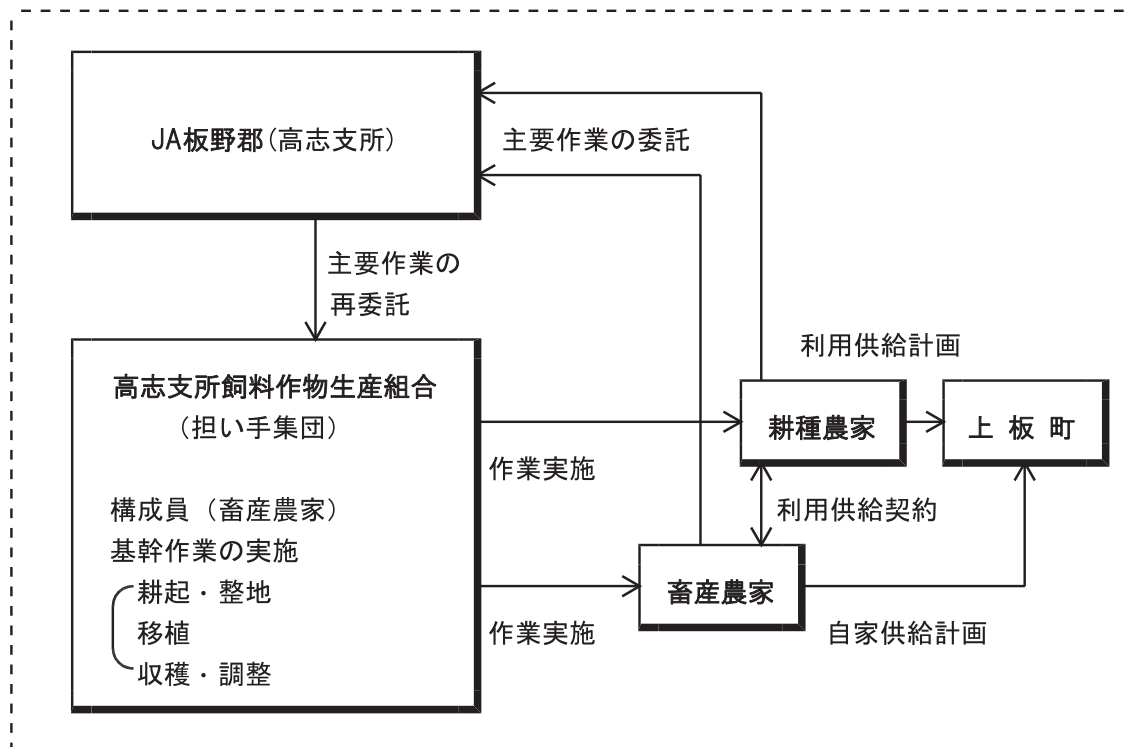 JA板野郡(高志支所)
主要作業の委託
主要作業の
再委託
高志支所飼料作物生産組合
(担い手集団)
構成員(畜産農家)
基幹作業の実施
耕起・整地
移植
収穫・調整
作業実施
作業実施
利用供給計画
耕種農家
上板町
利用供給契約
畜産農家
自家供給計画